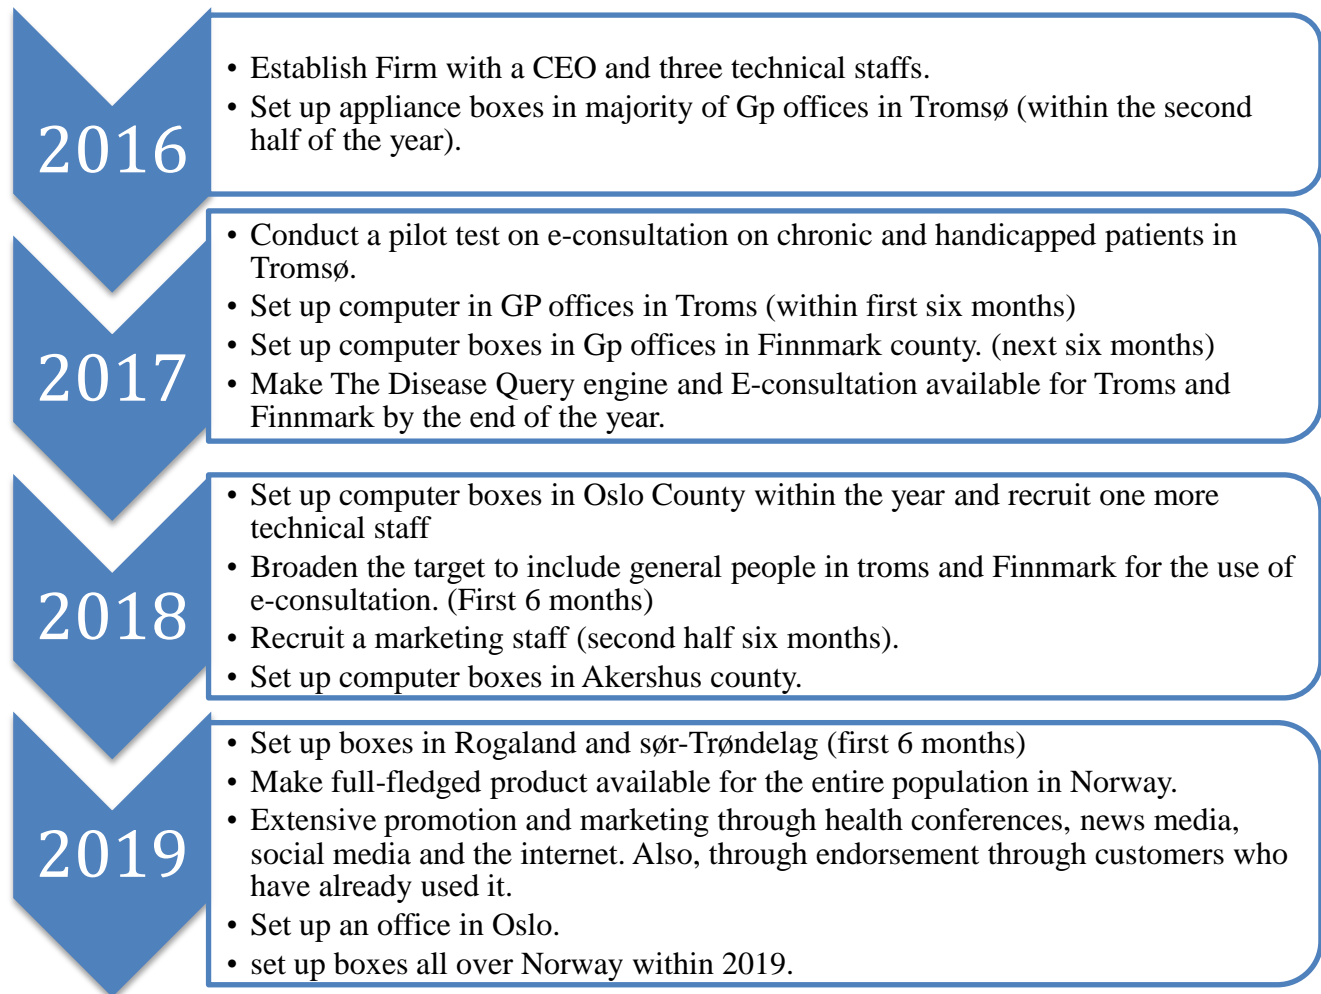 2016
• Establish Firm with a CEO and three technical staffs.
• Set up appliance boxes in majority of Gp offices in Tromsø (within the second
half of the year).
2017
• Conduct a pilot test on e-consultation on chronic and handicapped patients in
Tromsø.
• Set up computer in GP offices in Troms (within first six months)
• Set up computer boxes in Gp offices in Finnmark county. (next six months)
• Make The Disease Query engine and E-consultation available for Troms and
Finnmark by the end of the year.
2018
• Set up computer boxes in Oslo County within the year and recruit one more
technical staff
• Broaden the target to include general people in troms and Finnmark for the use of
e-consultation. (First 6 months)
• Recruit a marketing staff (second half six months).
• Set up computer boxes in Akershus county.
2019
• Set up boxes in Rogaland and sør-Trøndelag (first 6 months)
• Make full-fledged product available for the entire population in Norway.
• Extensive promotion and marketing through health conferences, news media,
social media and the internet. Also, through endorsement through customers who
have already used it.
• Set up an office in Oslo.
• set up boxes all over Norway within 2019.